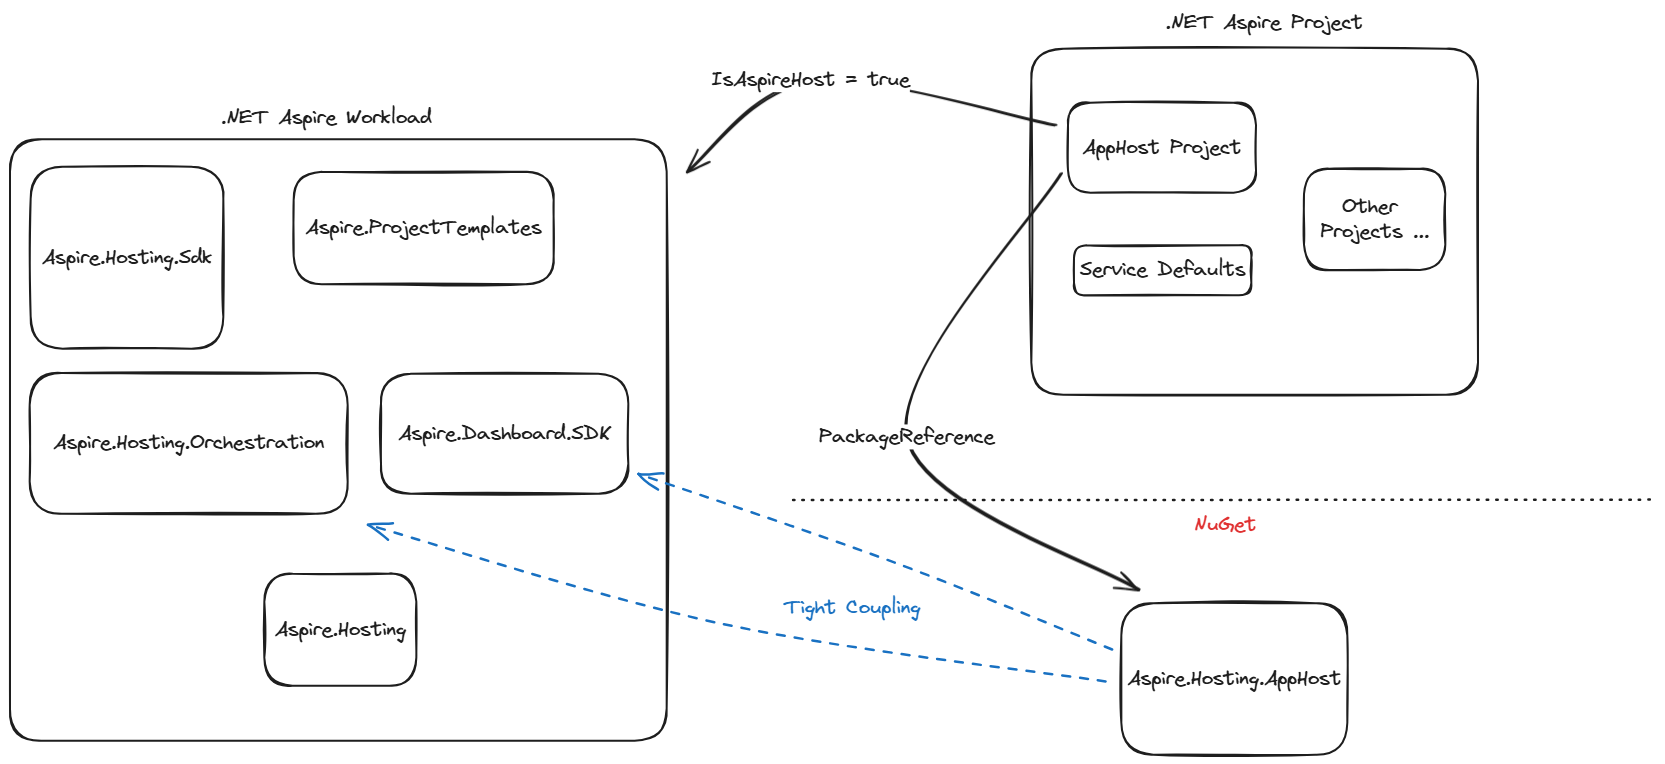 .NET Aspire Project
IsAspireHost = true
.NET Aspire Workload
AppHost Project
Other
Projects ...
Service Defaults
Aspire.Hosting.Sdk
Aspire.ProjectTemplates
Aspire.Hosting.Orchestration
Aspire.Dashboard.SDK
PackageReference
NuGet
Tight Coupling
Aspire.Hosting
Aspire.Hosting.AppHost